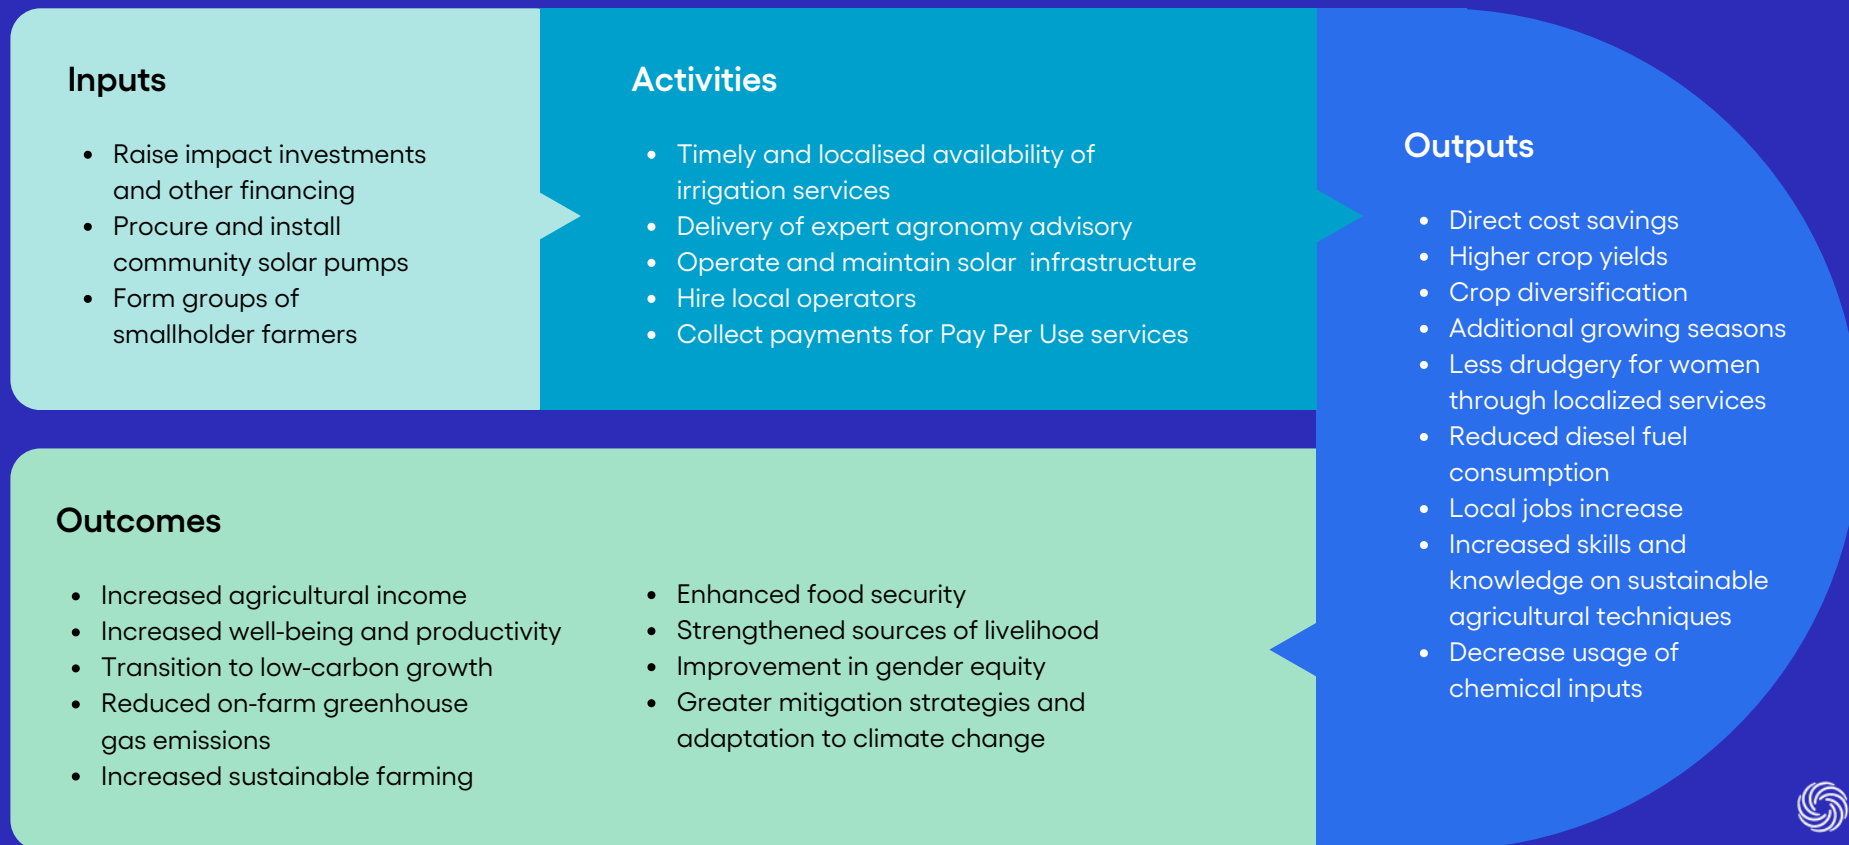 Inputs
• Raise impact investments
and other financing
• Procure and install
community solar pumps
• Form groups of
smallholder farmers
Activities
• Timely and localised availability of
irrigation services
• Delivery of expert agronomy advisory
• Operate and maintain solar  infrastructure
• Hire local operators
• Collect payments for Pay Per Use services
Outputs
• Direct cost savings
• Higher crop yields
• Crop diversification
• Additional growing seasons
• Less drudgery for women
through localized services
• Reduced diesel fuel
consumption
• Local jobs increase
• Increased skills and
knowledge on sustainable
agricultural techniques
• Decrease usage of
chemical inputs
Outcomes
• Increased agricultural income
• Increased well-being and productivity
• Transition to low-carbon growth
• Reduced on-farm greenhouse
gas emissions
• Increased sustainable farming
• Enhanced food security
• Strengthened sources of livelihood
• Improvement in gender equity
• Greater mitigation strategies and
adaptation to climate change